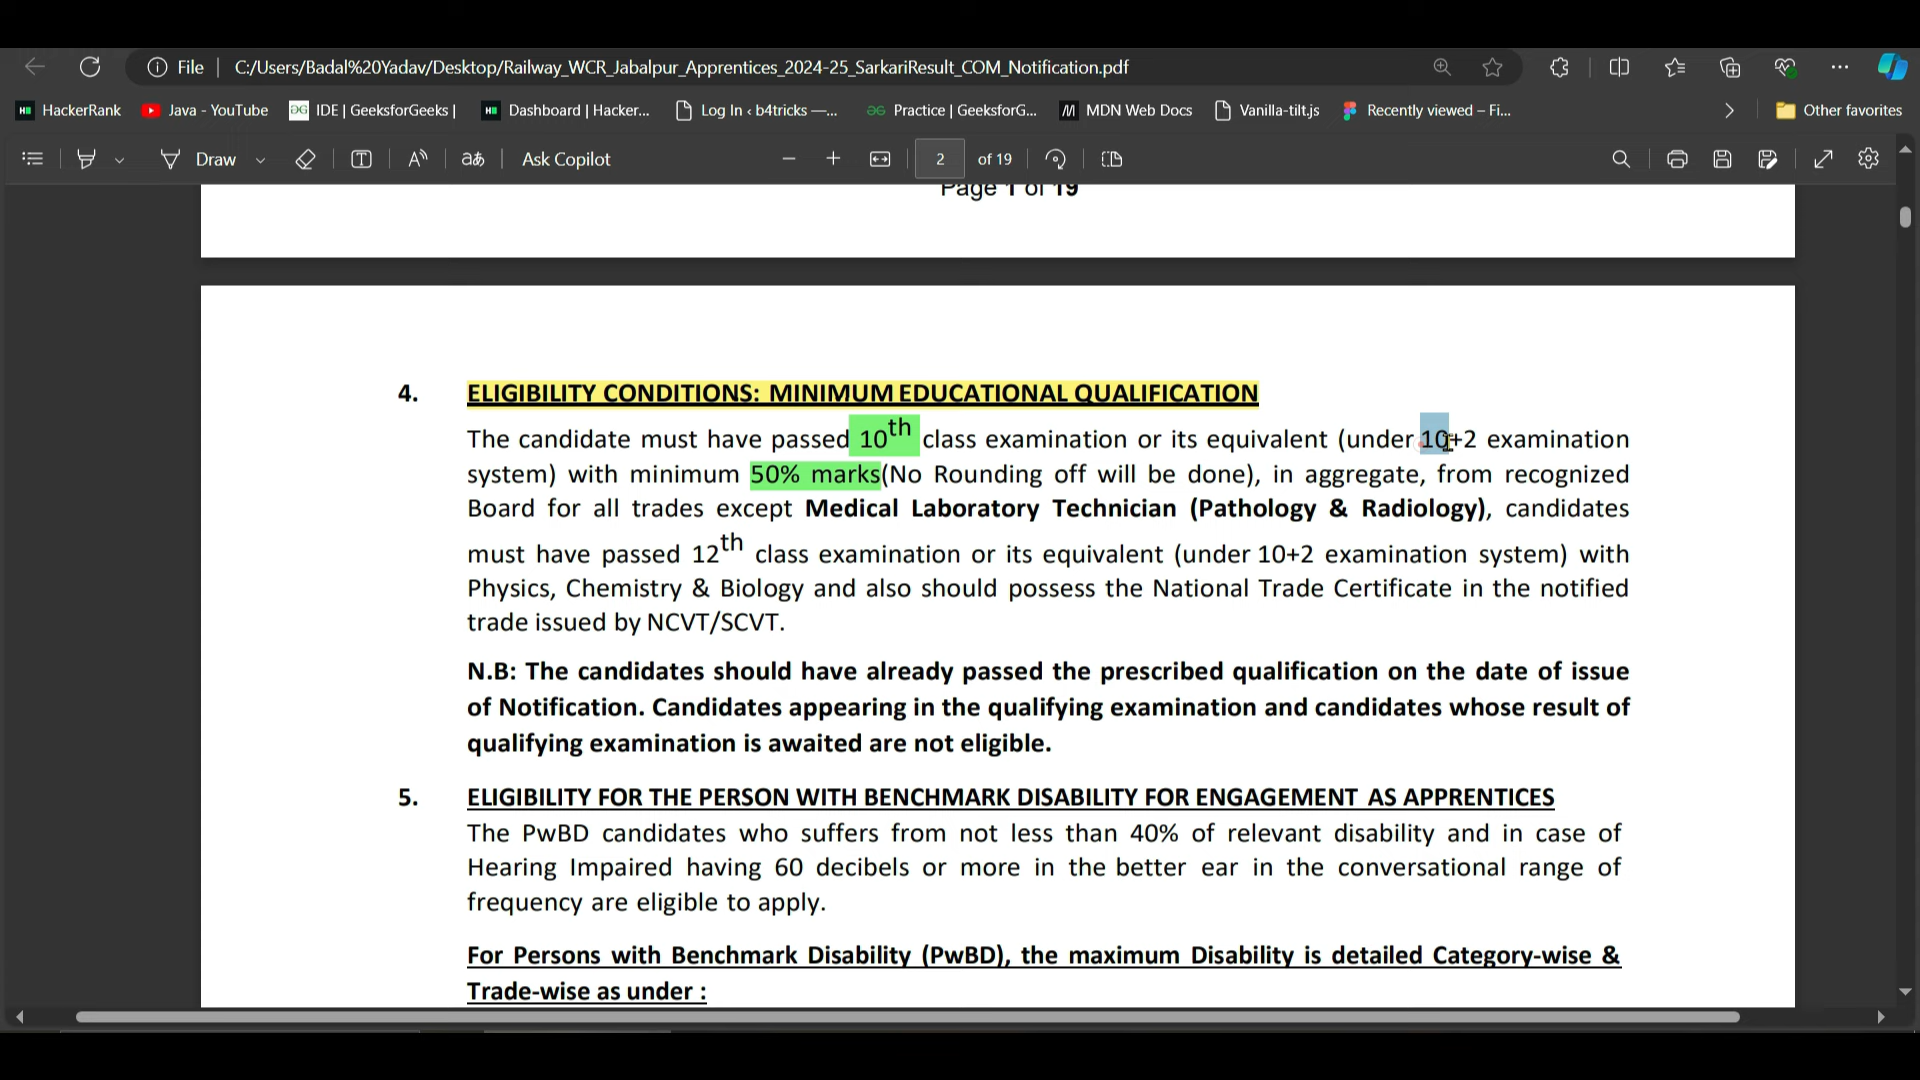 File C:/Users/Badal%20Yadav/Desktop/Railway_WCR_Jabalpur_Apprentices_2024-25_SarkariResult_COM_Notification.pdf
HackerRank Java - YouTube IDE | GeeksforGeeks | Dashboard | Hacker... Log In ‹ b4tricks —... Practice | GeeksforG... MDN Web Docs Vanilla-tilt.js Recently viewed – Fi... Other favorites
Draw Ask Copilot 2 of 19
Page 1 of 19
4. ELIGIBILITY CONDITIONS: MINIMUM EDUCATIONAL QUALIFICATION
The candidate must have passed 10th class examination or its equivalent (under 10+2 examination
system) with minimum 50% marks(No Rounding off will be done), in aggregate, from recognized
Board for all trades except Medical Laboratory Technician (Pathology & Radiology), candidates
must have passed 12th class examination or its equivalent (under 10+2 examination system) with
Physics, Chemistry & Biology and also should possess the National Trade Certificate in the notified
trade issued by NCVT/SCVT.
N.B: The candidates should have already passed the prescribed qualification on the date of issue
of Notification. Candidates appearing in the qualifying examination and candidates whose result of
qualifying examination is awaited are not eligible.
5. ELIGIBILITY FOR THE PERSON WITH BENCHMARK DISABILITY FOR ENGAGEMENT AS APPRENTICES
The PwBD candidates who suffers from not less than 40% of relevant disability and in case of
Hearing Impaired having 60 decibels or more in the better ear in the conversational range of
frequency are eligible to apply.
For Persons with Benchmark Disability (PwBD), the maximum Disability is detailed Category-wise &
Trade-wise as under :